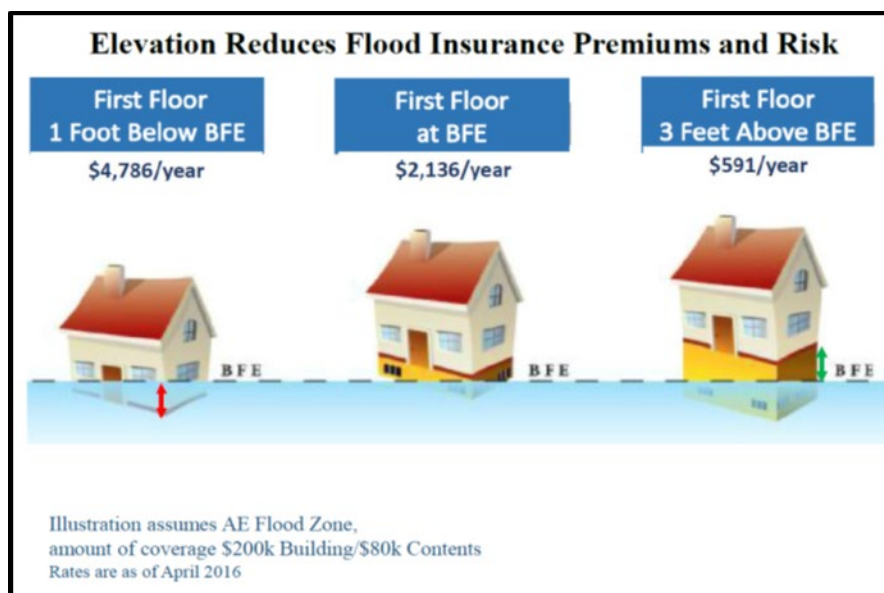 Elevation Reduces Flood Insurance Premiums and Risk
First Floor
1 Foot Below BFE
$4,786/year
First Floor
at BFE
$2,136/year
First Floor
3 Feet Above BFE
$591/year
BFE
BFE
BFE
Illustration assumes AE Flood Zone,
amount of coverage $200k Building/$80k Contents
Rates are as of April 2016